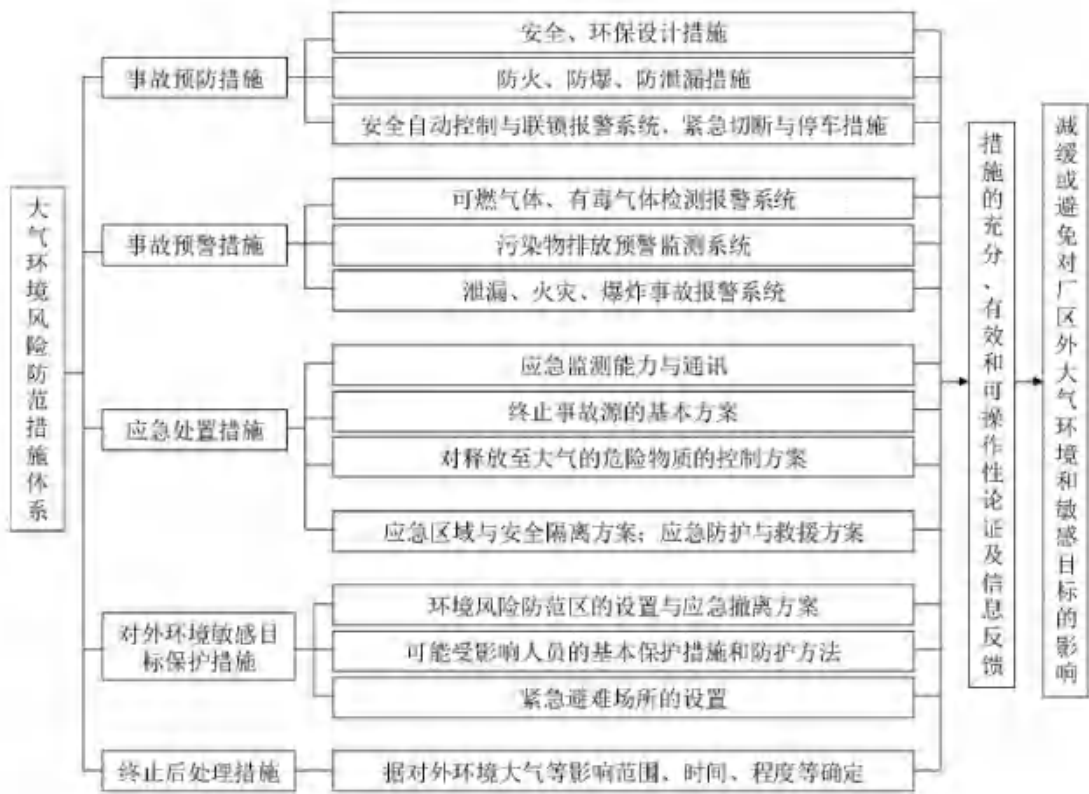 大气环境风险防范措施体系
事故预防措施
安全、环保设计措施
防火、防爆、防泄漏措施
安全自动控制与联锁报警系统、紧急切断与停车措施
事故预警措施
可燃气体、有毒气体检测报警系统
污染物排放预警监测系统
泄漏、火灾、爆炸事故报警系统
应急处置措施
应急监测能力与通讯
终止事故源的基本方案
对释放至大气的危险物质的控制方案
应急区域与安全隔离方案；应急防护与救援方案
对外环境敏感目
标保护措施
环境风险防范区的设置与应急撤离方案
可能受影响人员的基本保护措施和防护方法
紧急避难场所的设置
终止后处理措施
据对外环境大气等影响范围、时间、程度等确定
措施的充分、有效和可操作性论证及信息反馈
减缓或避免对厂区外大气环境和敏感目标的影响